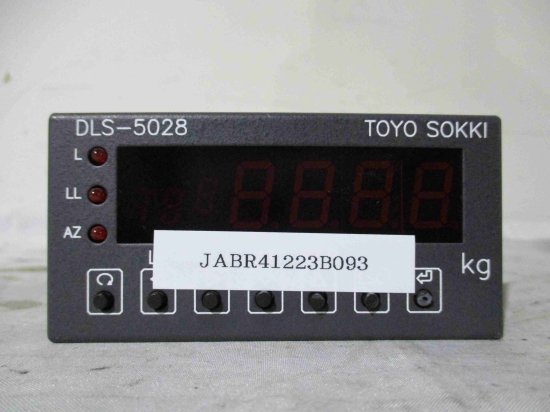 DLS-5028 TOYO SOKKI
L
LL
AZ
JABR41223B093
kg